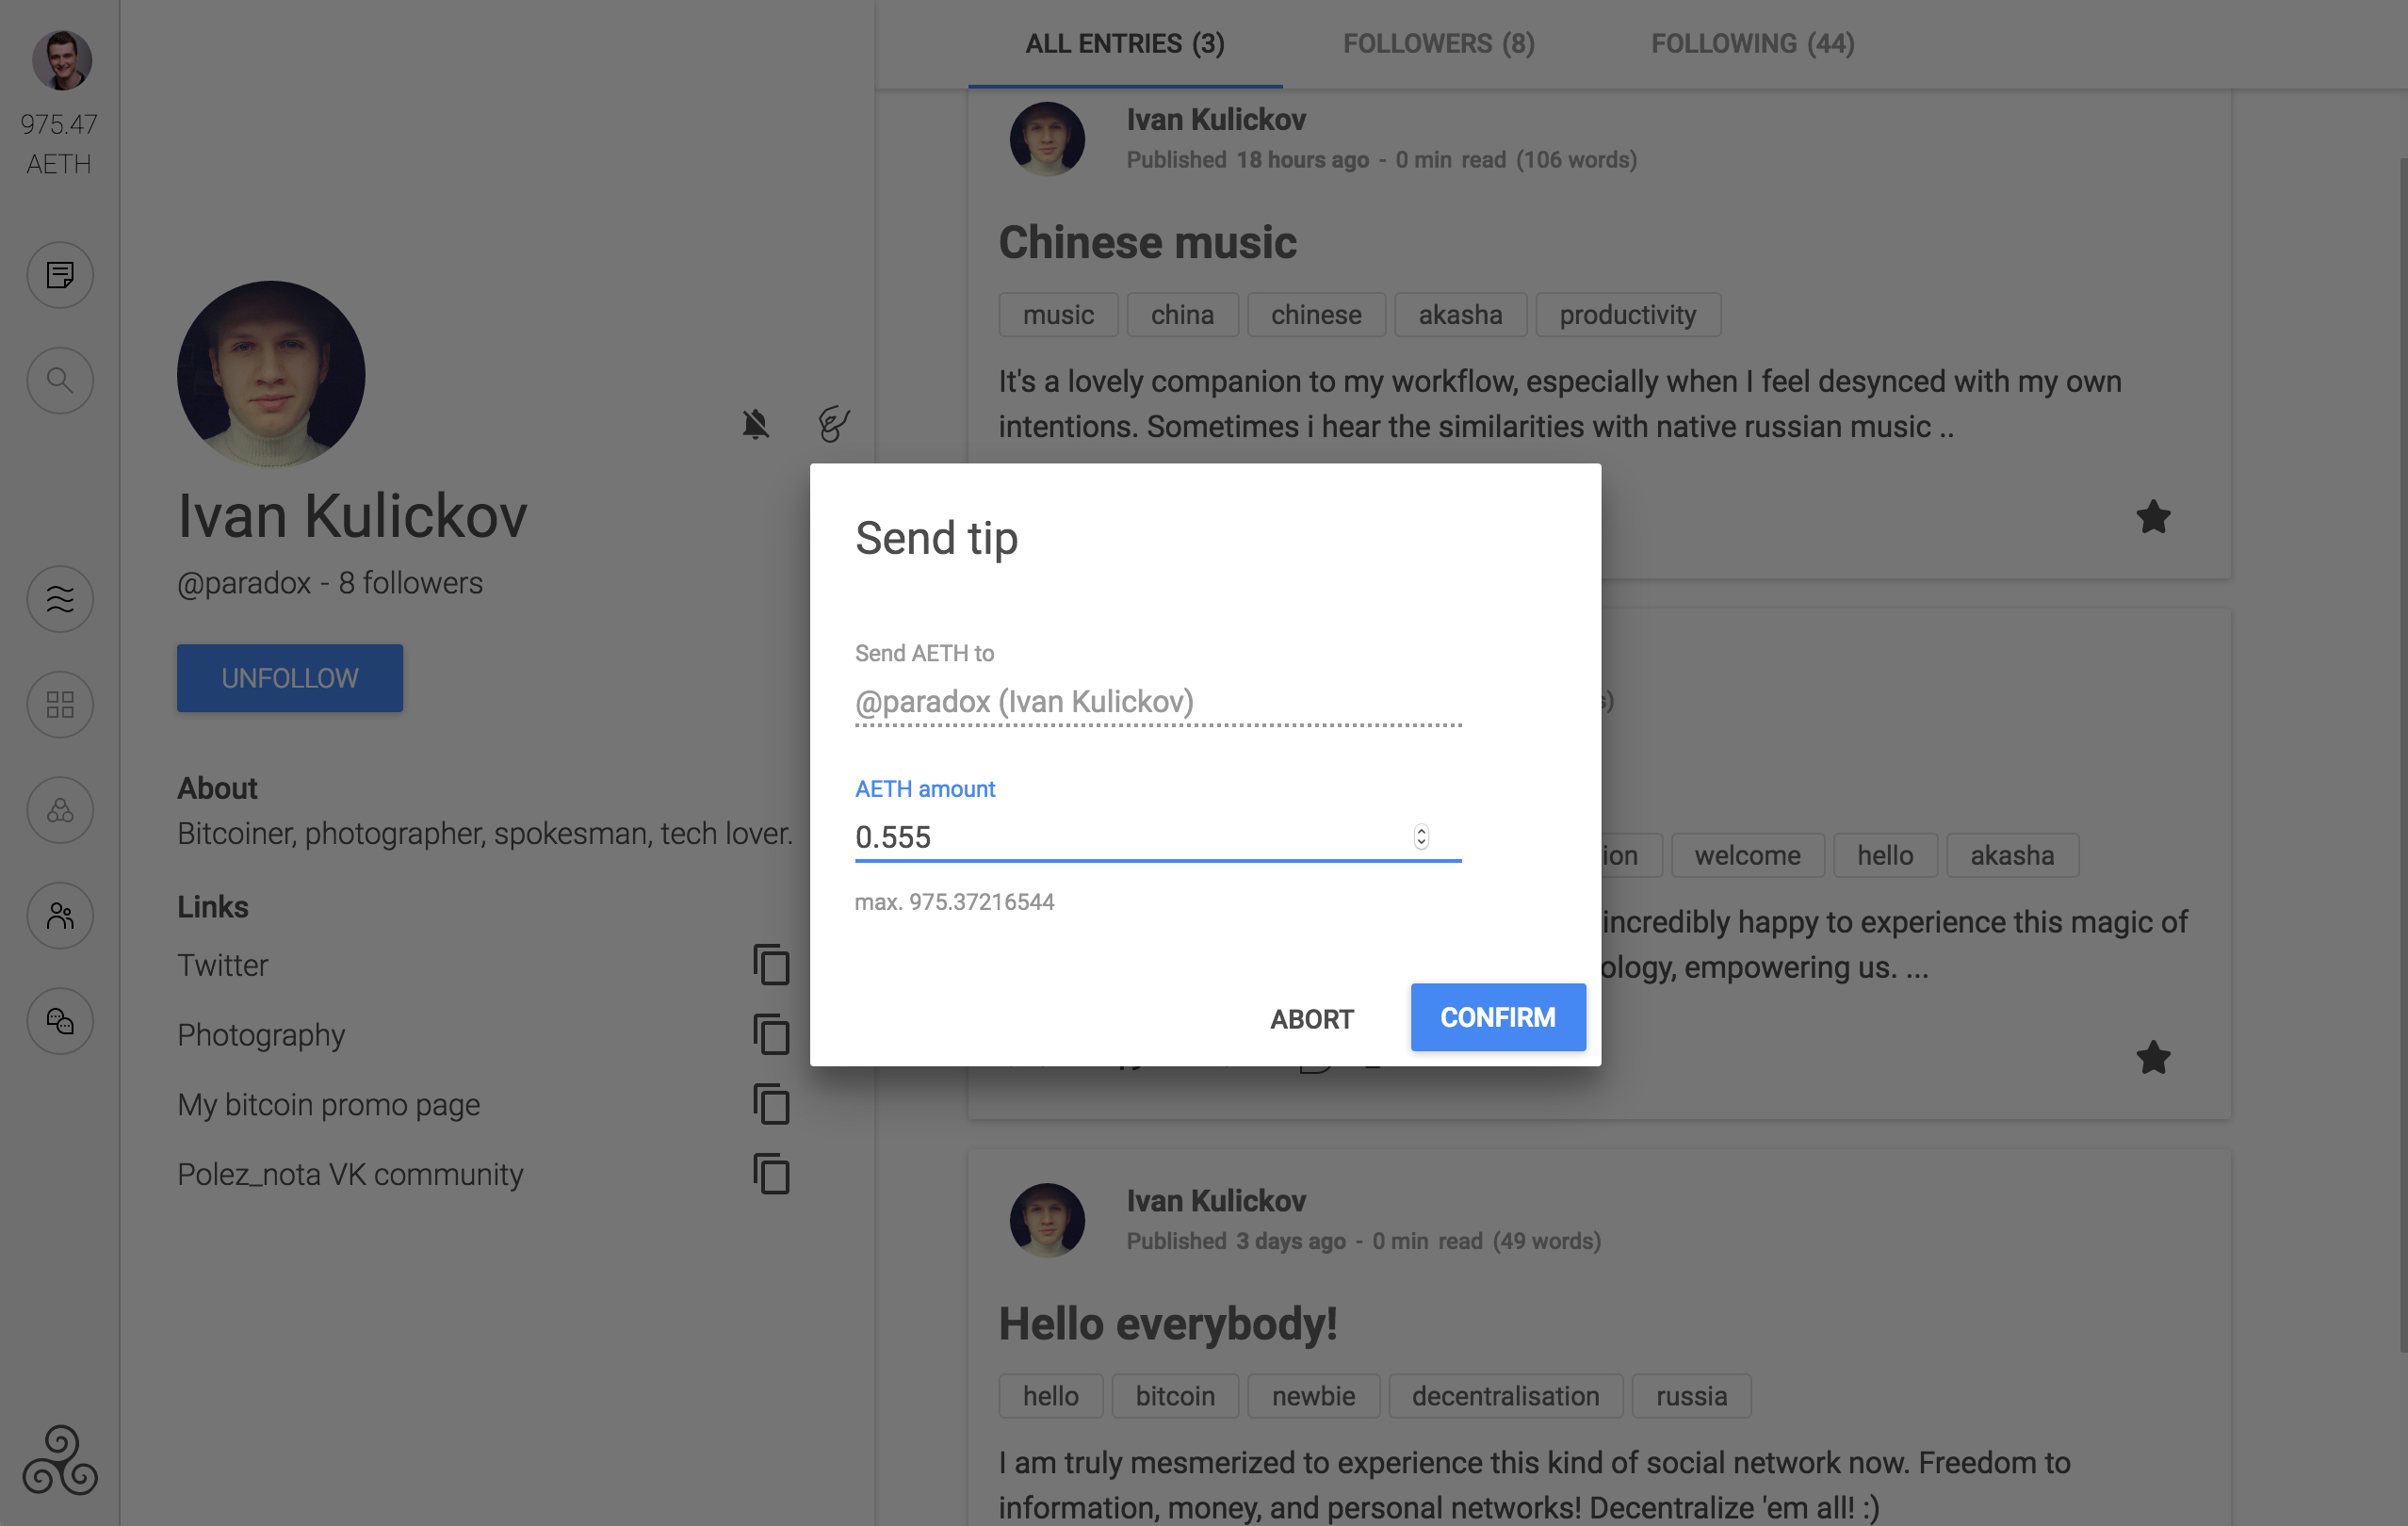 975.47
AETH
Ivan Kulickov
@paradox - 8 followers
UNFOLLOW
About
Bitcoiner, photographer, spokesman, tech lover.
Links
Twitter
Photography
My bitcoin promo page
Polez_nota VK community
ALL ENTRIES (3)
FOLLOWERS (8)
FOLLOWING (44)
Ivan Kulickov
Published 18 hours ago - 0 min read (106 words)
Chinese music
music
china
chinese
akasha
productivity
It's a lovely companion to my workflow, especially when I feel desynced with my own
intentions. Sometimes i hear the similarities with native russian music ..
Send tip
Send AETH to
@paradox (Ivan Kulickov)
AETH amount
0.555
max. 975.37216544
ABORT
CONFIRM
welcome
hello
akasha
incredibly happy to experience this magic of
empowering us. ...
Ivan Kulickov
Published 3 days ago - 0 min read (49 words)
Hello everybody!
hello
bitcoin
newbie
decentralisation
russia
I am truly mesmerized to experience this kind of social network now. Freedom to
information, money, and personal networks! Decentralize 'em all! :)